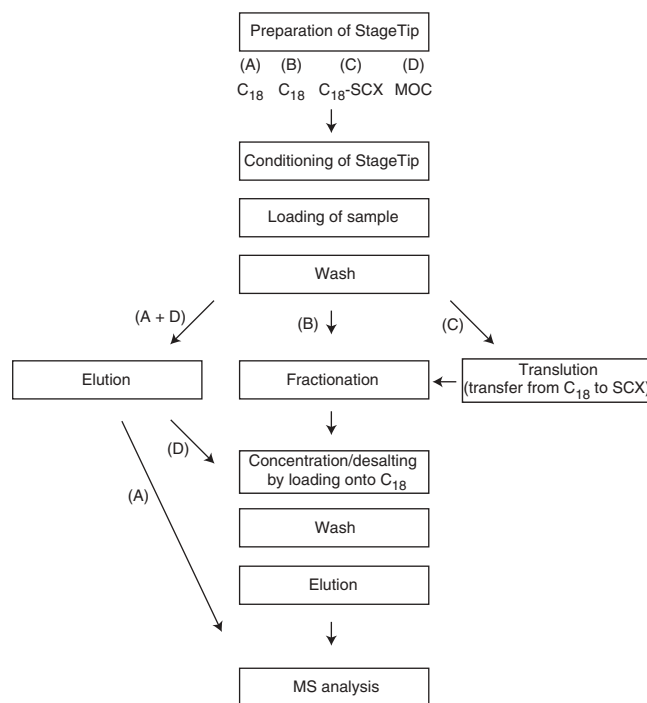 Preparation of StageTip
(A) (B) (C) (D)
C18 C18 C18-SCX MOC
Conditioning of StageTip
Loading of sample
Wash
(A + D) (B) (C)
Elution
Fractionation
Translution
(transfer from C18 to SCX)
(D)
(A)
Concentration/desalting
by loading onto C18
Wash
Elution
MS analysis